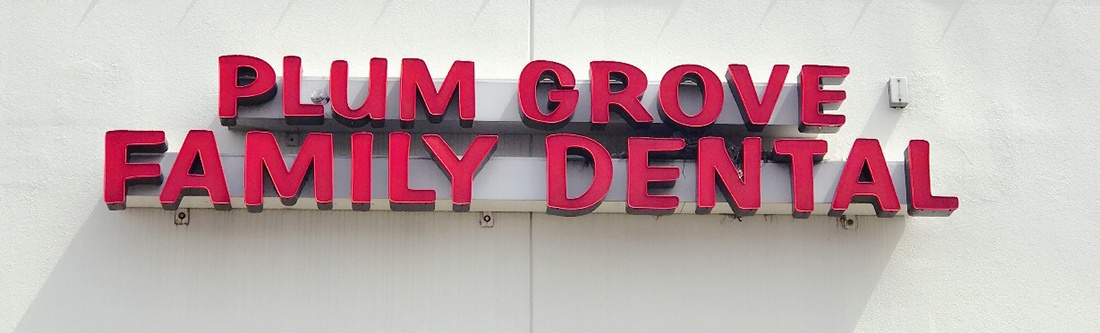 PLUM GROVE
FAMILY DENTAL